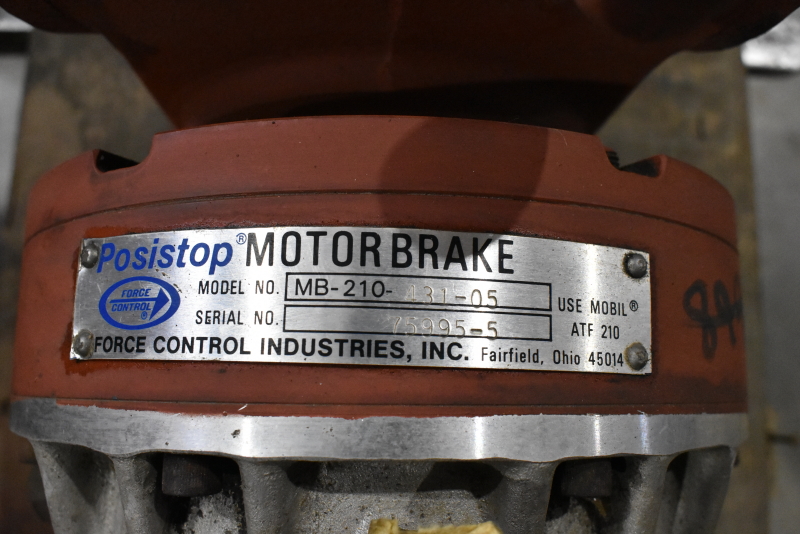 Posistop® MOTOR BRAKE
MODEL NO. MB-210-131-05
FORCE CONTROL ®
SERIAL NO. 75995-5
USE MOBIL®
ATF 210
FORCE CONTROL INDUSTRIES, INC. Fairfield, Ohio 45014